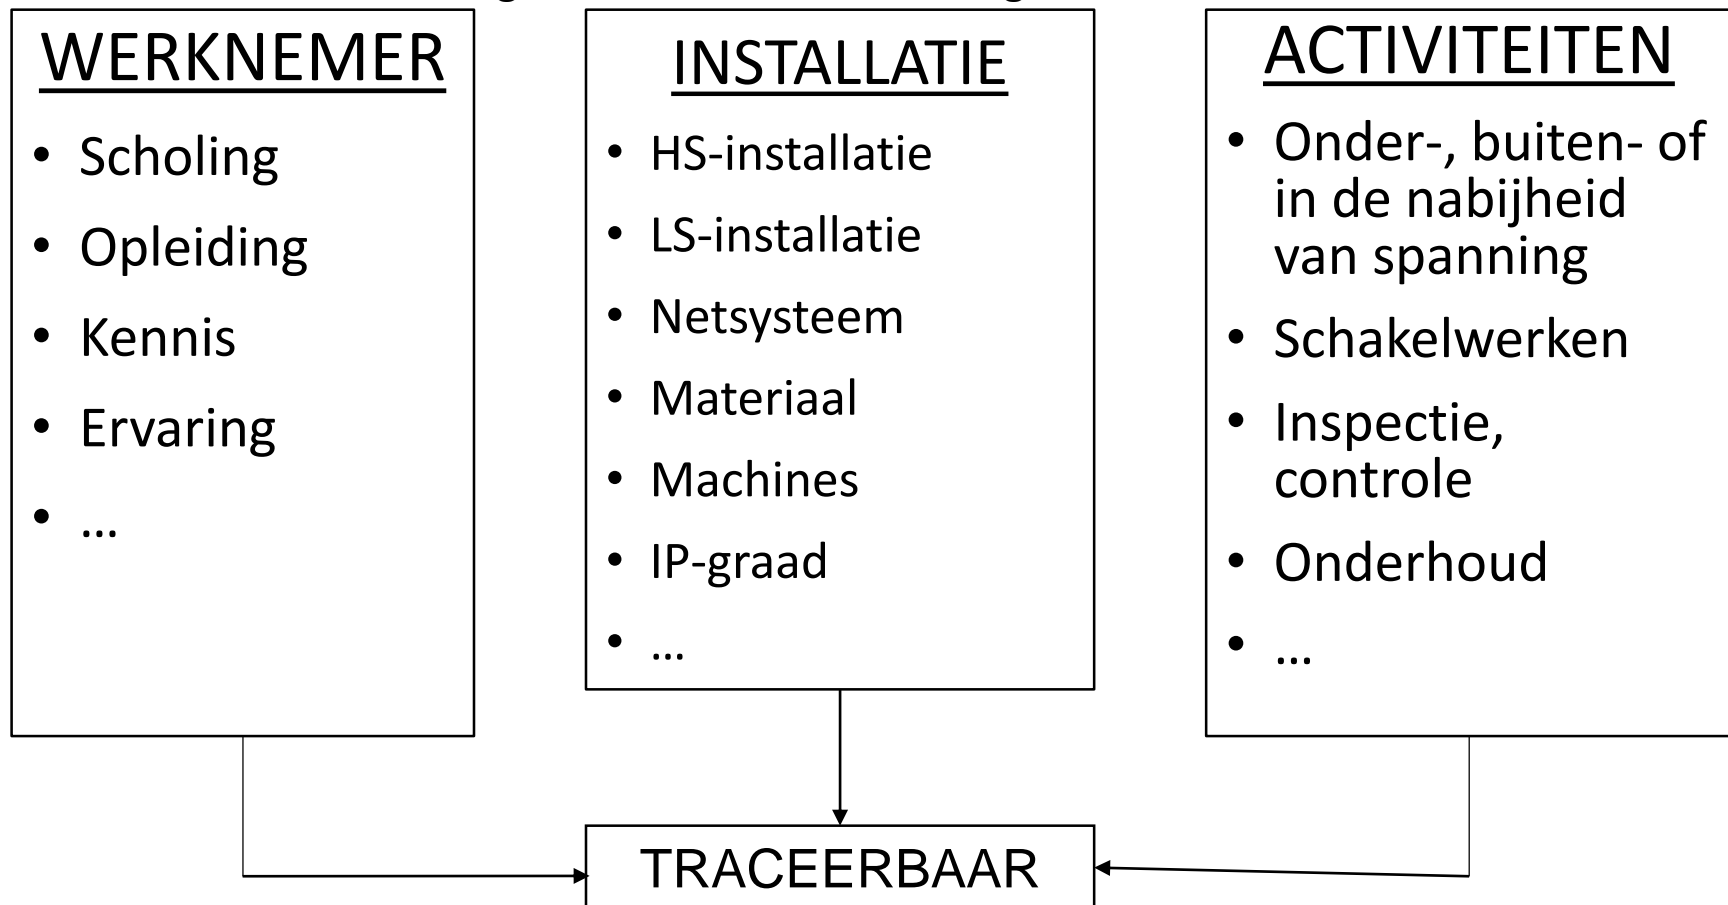 WERKNEMER
• Scholing
• Opleiding
• Kennis
• Ervaring
• ...
INSTALLATIE
• HS-installatie
• LS-installatie
• Netsysteem
• Materiaal
• Machines
• IP-graad
• ...
ACTIVITEITEN
• Onder-, buiten- of
in de nabijheid
van spanning
• Schakelwerken
• Inspectie,
controle
• Onderhoud
• ...
TRACEERBAAR